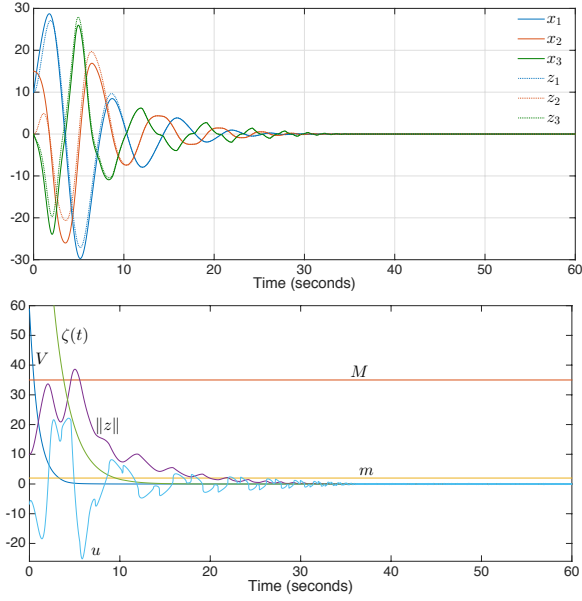 30
20
10
0
-10
-20
-30
x₁
x₂
x₃
z₁
z₂
z₃
0 10 20 30 40 50 60
Time (seconds)
60
50
40
30
20
10
0
-10
-20
ζ(t)
V
M
‖z‖
m
u
0 10 20 30 40 50 60
Time (seconds)